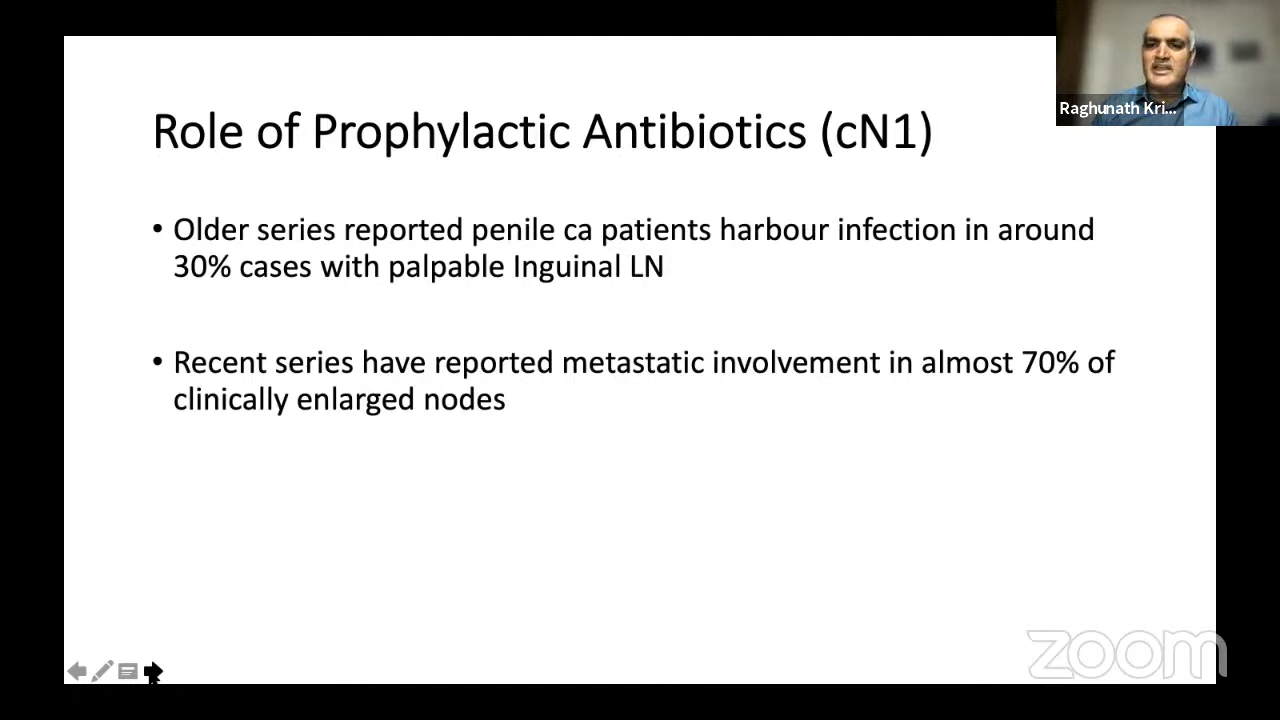 Raghunath Kri...
Role of Prophylactic Antibiotics (cN1)
• Older series reported penile ca patients harbour infection in around
30% cases with palpable Inguinal LN
• Recent series have reported metastatic involvement in almost 70% of
clinically enlarged nodes
zoom